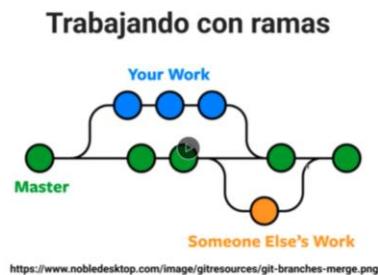 Trabajando con ramas
Your Work
Master
Someone Else's Work
https://www.nobledesktop.com/image/gitresources/git-branches-merge.png